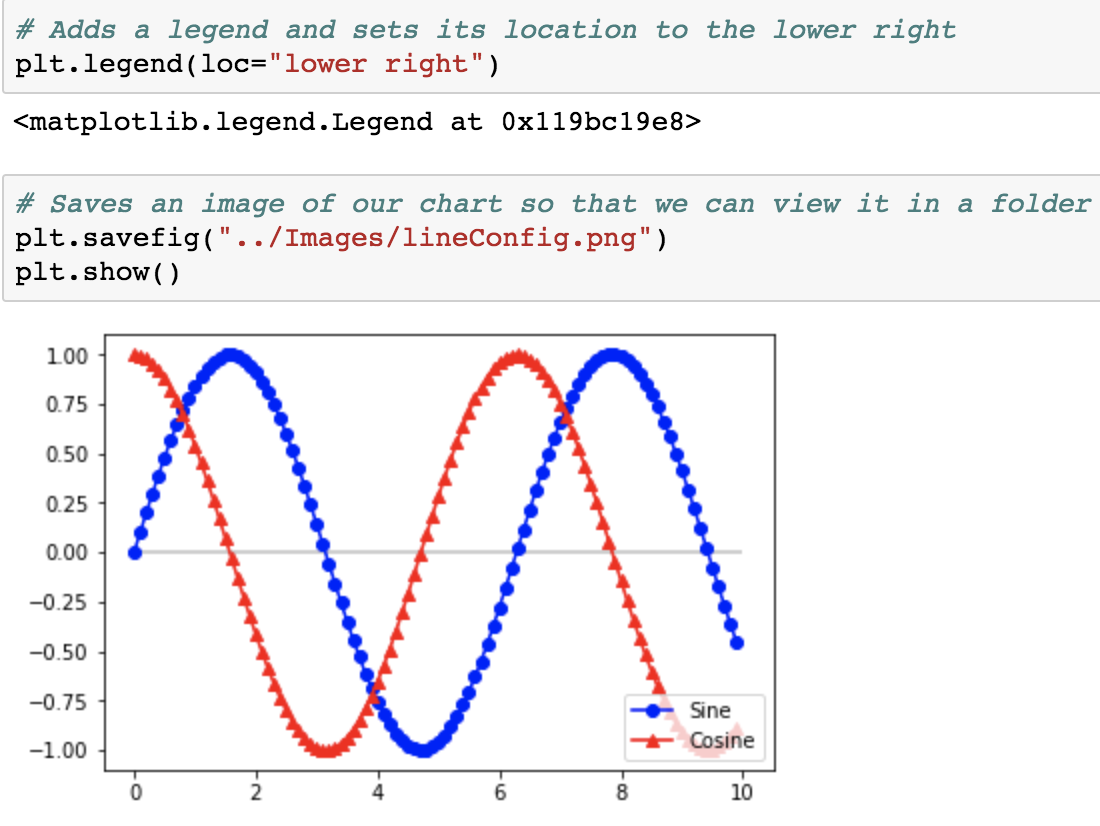 # Adds a legend and sets its location to the lower right
plt.legend(loc="lower right")
<matplotlib.legend.Legend at 0x119bc19e8>
# Saves an image of our chart so that we can view it in a folder
plt.savefig("../Images/lineConfig.png")
plt.show()
1.00
0.75
0.50
0.25
0.00
−0.25
−0.50
−0.75
−1.00
Sine
Cosine
0 2 4 6 8 10